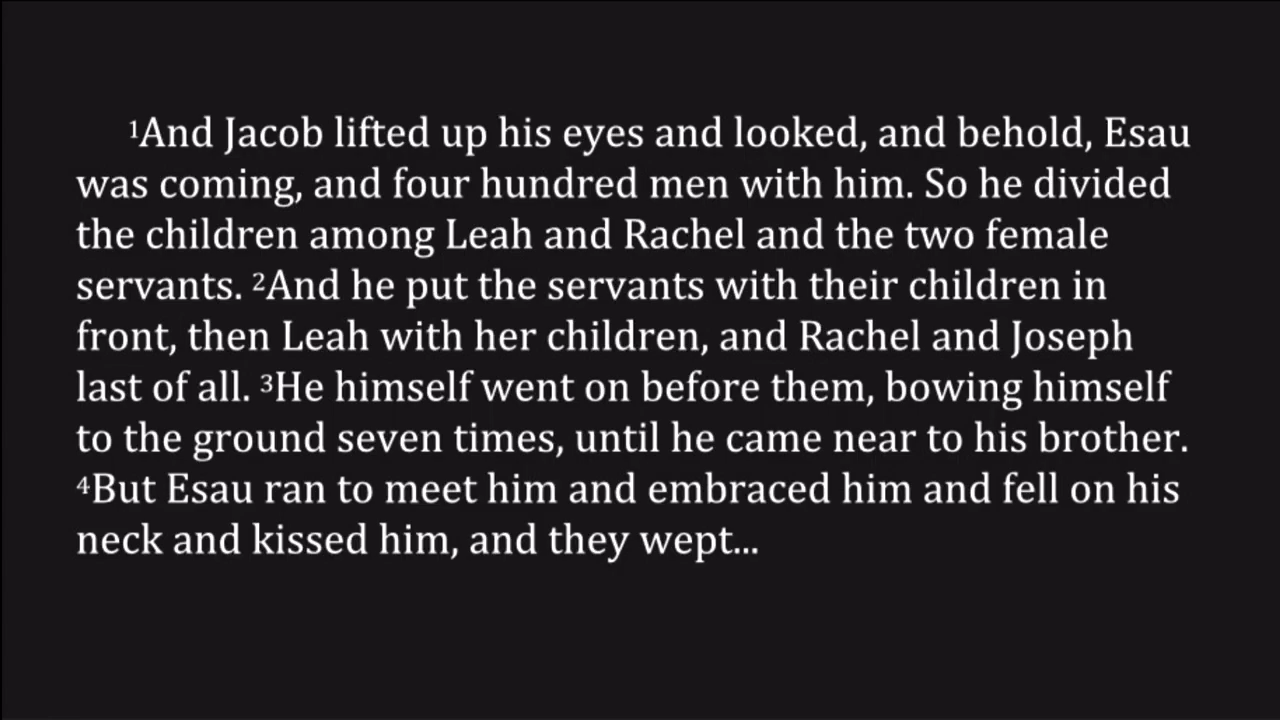 ¹And Jacob lifted up his eyes and looked, and behold, Esau
was coming, and four hundred men with him. So he divided
the children among Leah and Rachel and the two female
servants. ²And he put the servants with their children in
front, then Leah with her children, and Rachel and Joseph
last of all. ³He himself went on before them, bowing himself
to the ground seven times, until he came near to his brother.
⁴But Esau ran to meet him and embraced him and fell on his
neck and kissed him, and they wept...